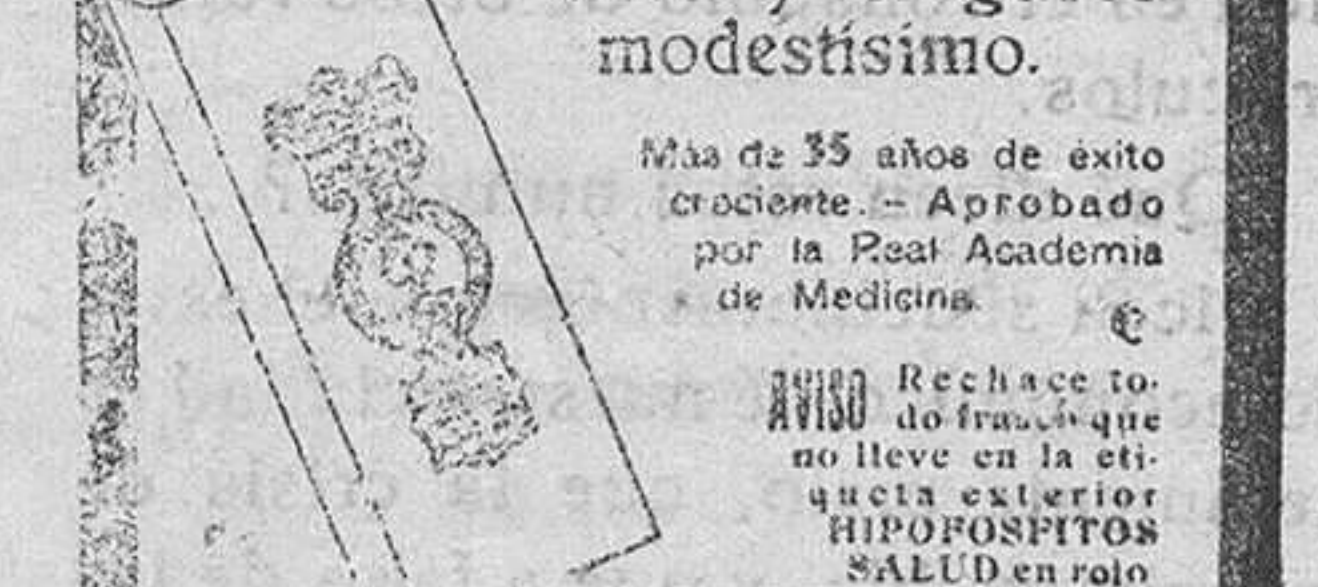 modestísimo.
Más de 35 años de éxito
creciente. - Aprobado
por la Real Academia
de Medicina.
AVISO Rechace to-
do frasco que
no lleve en la eti-
queta exterior
HIPOFOSFITOS
SALUD en rojo